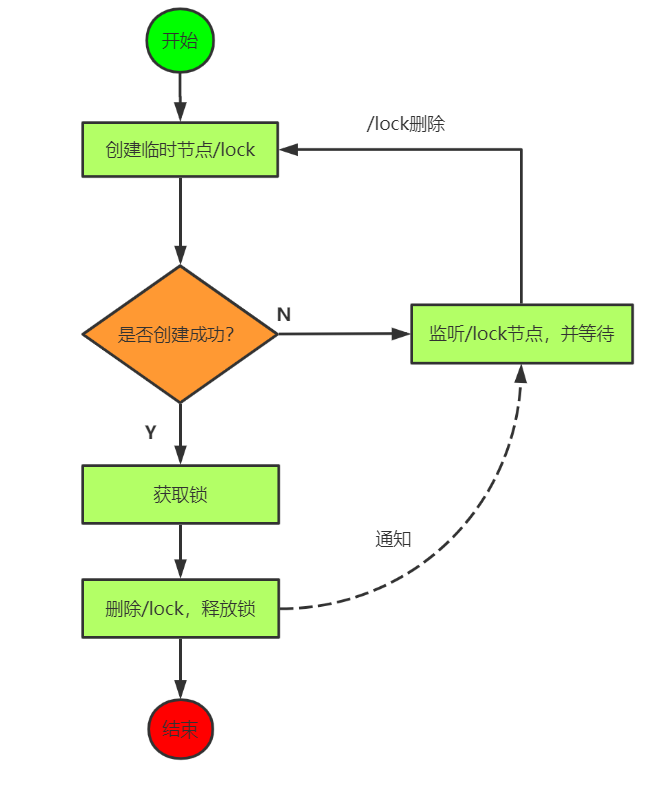 开始
/lock删除
创建临时节点/lock
N
是否创建成功?
监听/lock节点，并等待
Y
获取锁
通知
删除/lock，释放锁
结束